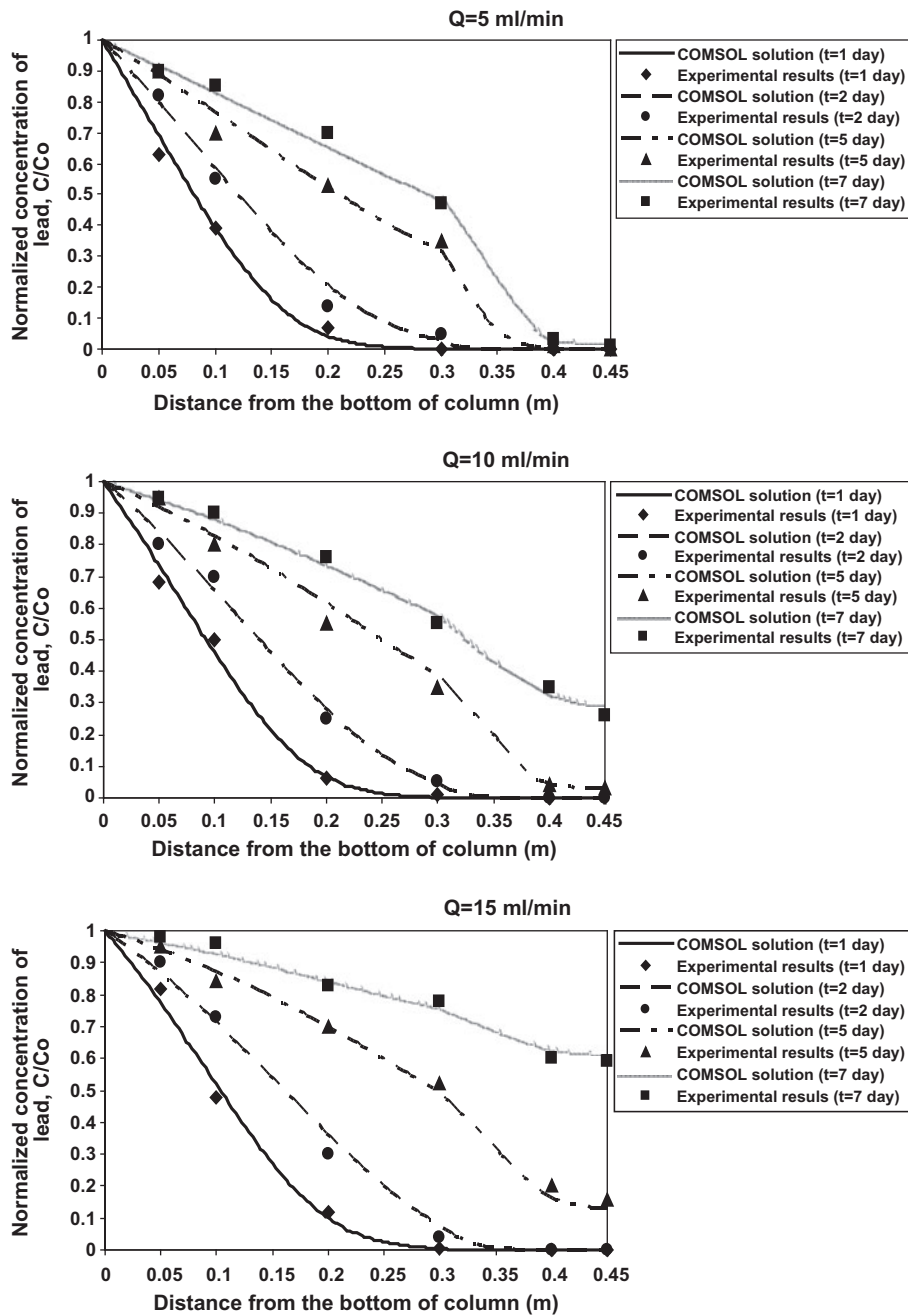 Q=5 ml/min
Normalized concentration of
lead, C/Co
1
0.9
0.8
0.7
0.6
0.5
0.4
0.3
0.2
0.1
0
0 0.05 0.1 0.15 0.2 0.25 0.3 0.35 0.4 0.45
Distance from the bottom of column (m)
COMSOL solution (t=1 day)
Experimental results (t=1 day)
COMSOL solution (t=2 day)
Experimental resuls (t=2 day)
COMSOL solution (t=5 day)
Experimental results (t=5 day)
COMSOL solution (t=7 day)
Experimental results (t=7 day)
Q=10 ml/min
Normalized concentration of
lead, C/Co
1
0.9
0.8
0.7
0.6
0.5
0.4
0.3
0.2
0.1
0
0 0.05 0.1 0.15 0.2 0.25 0.3 0.35 0.4 0.45
Distance from the bottom of column (m)
COMSOL solution (t=1 day)
Experimental resuls (t=1 day)
COMSOL solution (t=2 day)
Experimental results (t=2 day)
COMSOL solution (t=5 day)
Experimental results (t=5 day)
COMSOL solution (t=7 day)
Experimental results (t=7 day)
Q=15 ml/min
Normalized concentration of
lead, C/Co
1
0.9
0.8
0.7
0.6
0.5
0.4
0.3
0.2
0.1
0
0 0.05 0.1 0.15 0.2 0.25 0.3 0.35 0.4 0.45
Distance from the bottom of column (m)
COMSOL solution (t=1 day)
Experimental results (t=1 day)
COMSOL solution (t=2 day)
Experimental results (t=2 day)
COMSOL solution (t=5 day)
Experimental results (t=5 day)
COMSOL solution (t=7 day)
Experimental resuls (t=7 day)